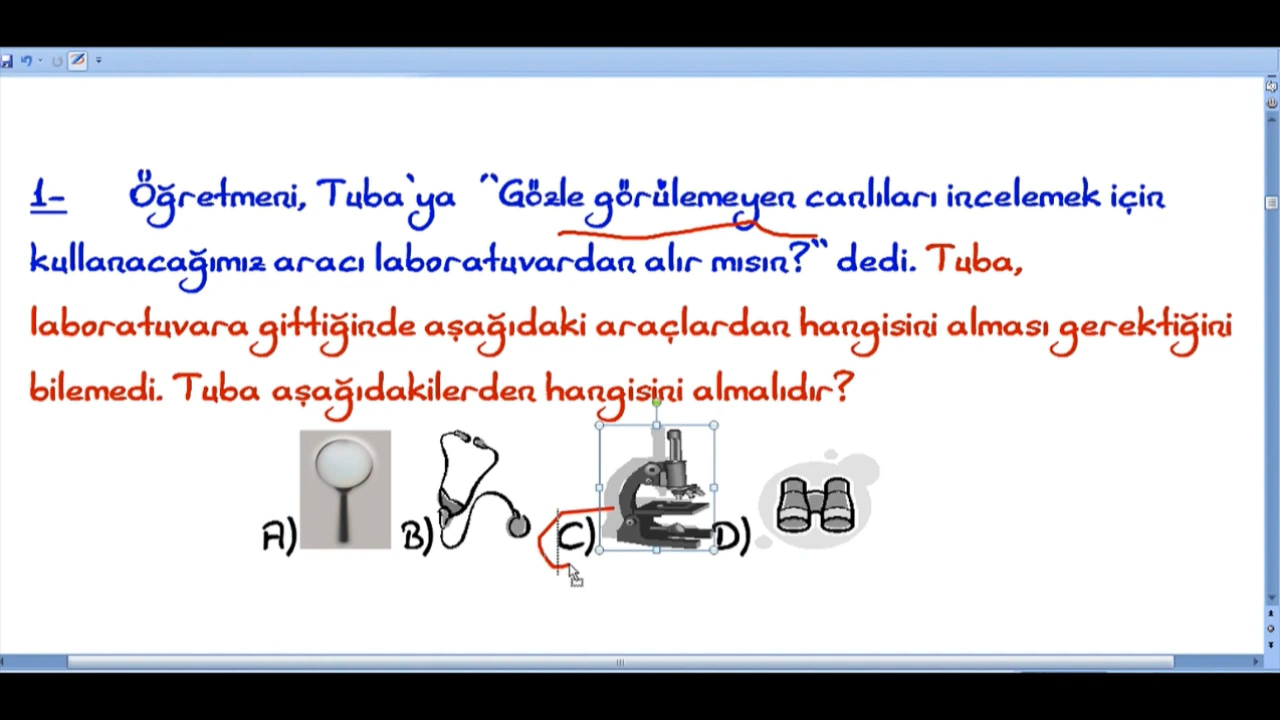 1- Öğretmeni, Tuba'ya "Gözle görülemeyen canlıları incelemek için
kullanacağımız aracı laboratuvardan alır mısın?" dedi. Tuba,
laboratuvara gittiğinde aşağıdaki araçlardan hangisini alması gerektiğini
bilemedi. Tuba aşağıdakilerden hangisini almalıdır?
A) B) C) D)